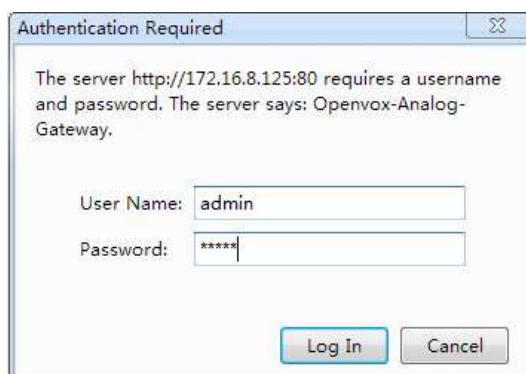 Authentication Required
The server http://172.16.8.125:80 requires a username
and password. The server says: Openvox-Analog-
Gateway.
User Name: admin
Password: *****
Log In Cancel